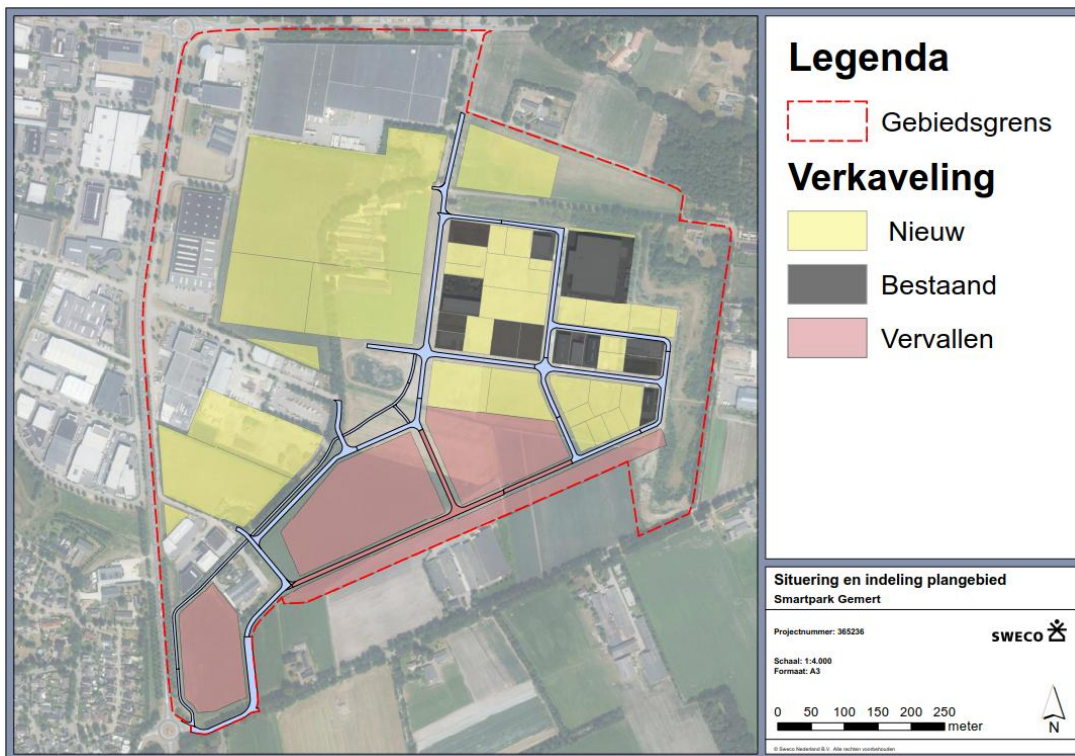 Legenda
Gebiedsgrens
Verkaveling
Nieuw
Bestaand
Vervallen
Situering en indeling plangebied
Smartpark Gemert
Projectnummer: 365236
SWECO
Schaal: 1:4.000
Formaat: A3
0 50 100 150 200 250
meter
N
© Sweco Nederland B.V. Alle rechten voorbehouden